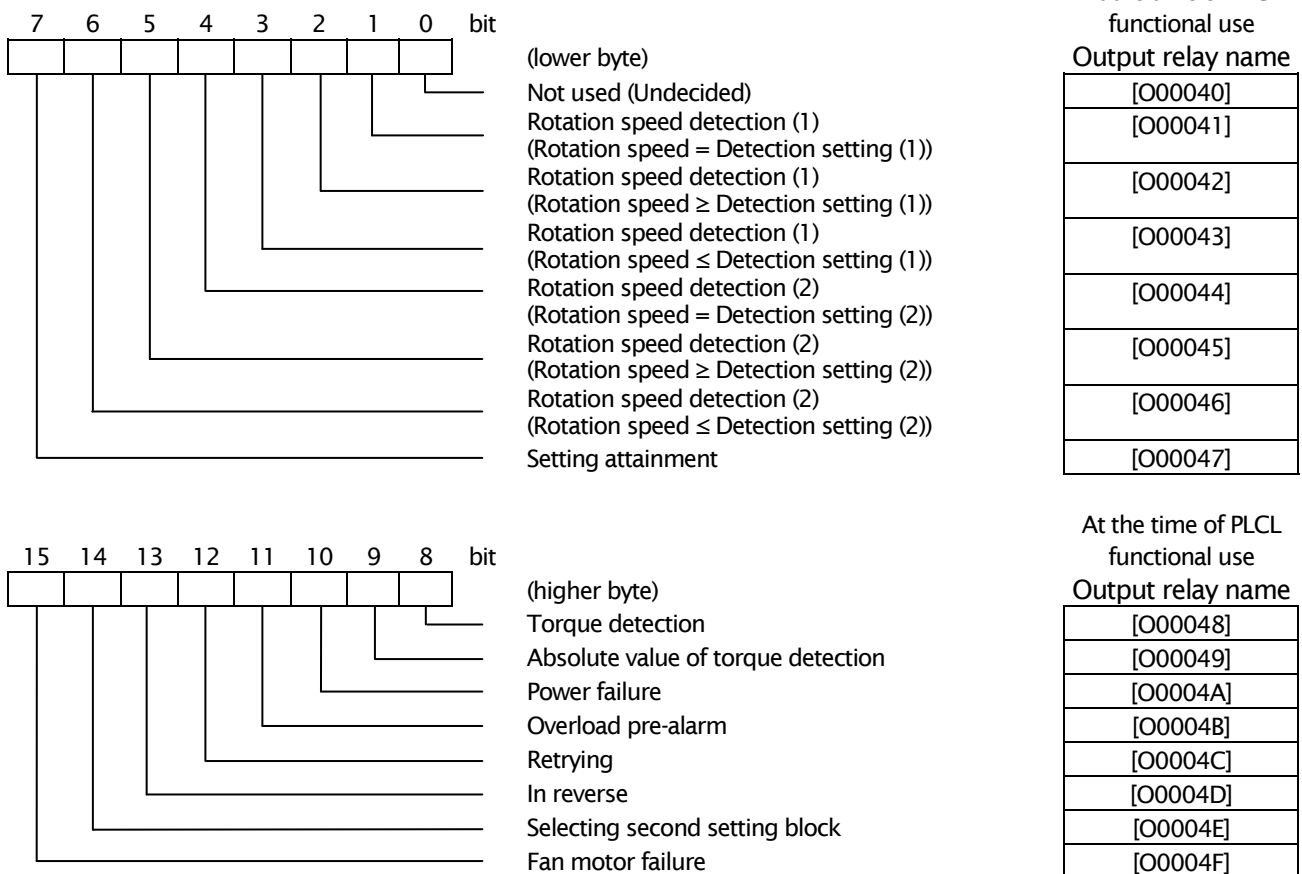 functional use
7 6 5 4 3 2 1 0 bit
(lower byte)
Output relay name
Not used (Undecided)
[O00040]
Rotation speed detection (1)
(Rotation speed = Detection setting (1))
[O00041]
Rotation speed detection (1)
(Rotation speed ≥ Detection setting (1))
[O00042]
Rotation speed detection (1)
(Rotation speed ≤ Detection setting (1))
[O00043]
Rotation speed detection (2)
(Rotation speed = Detection setting (2))
[O00044]
Rotation speed detection (2)
(Rotation speed ≥ Detection setting (2))
[O00045]
Rotation speed detection (2)
(Rotation speed ≤ Detection setting (2))
[O00046]
Setting attainment
[O00047]
At the time of PLCL
functional use
15 14 13 12 11 10 9 8 bit
(higher byte)
Output relay name
Torque detection
[O00048]
Absolute value of torque detection
[O00049]
Power failure
[O0004A]
Overload pre-alarm
[O0004B]
Retrying
[O0004C]
In reverse
[O0004D]
Selecting second setting block
[O0004E]
Fan motor failure
[O0004F]